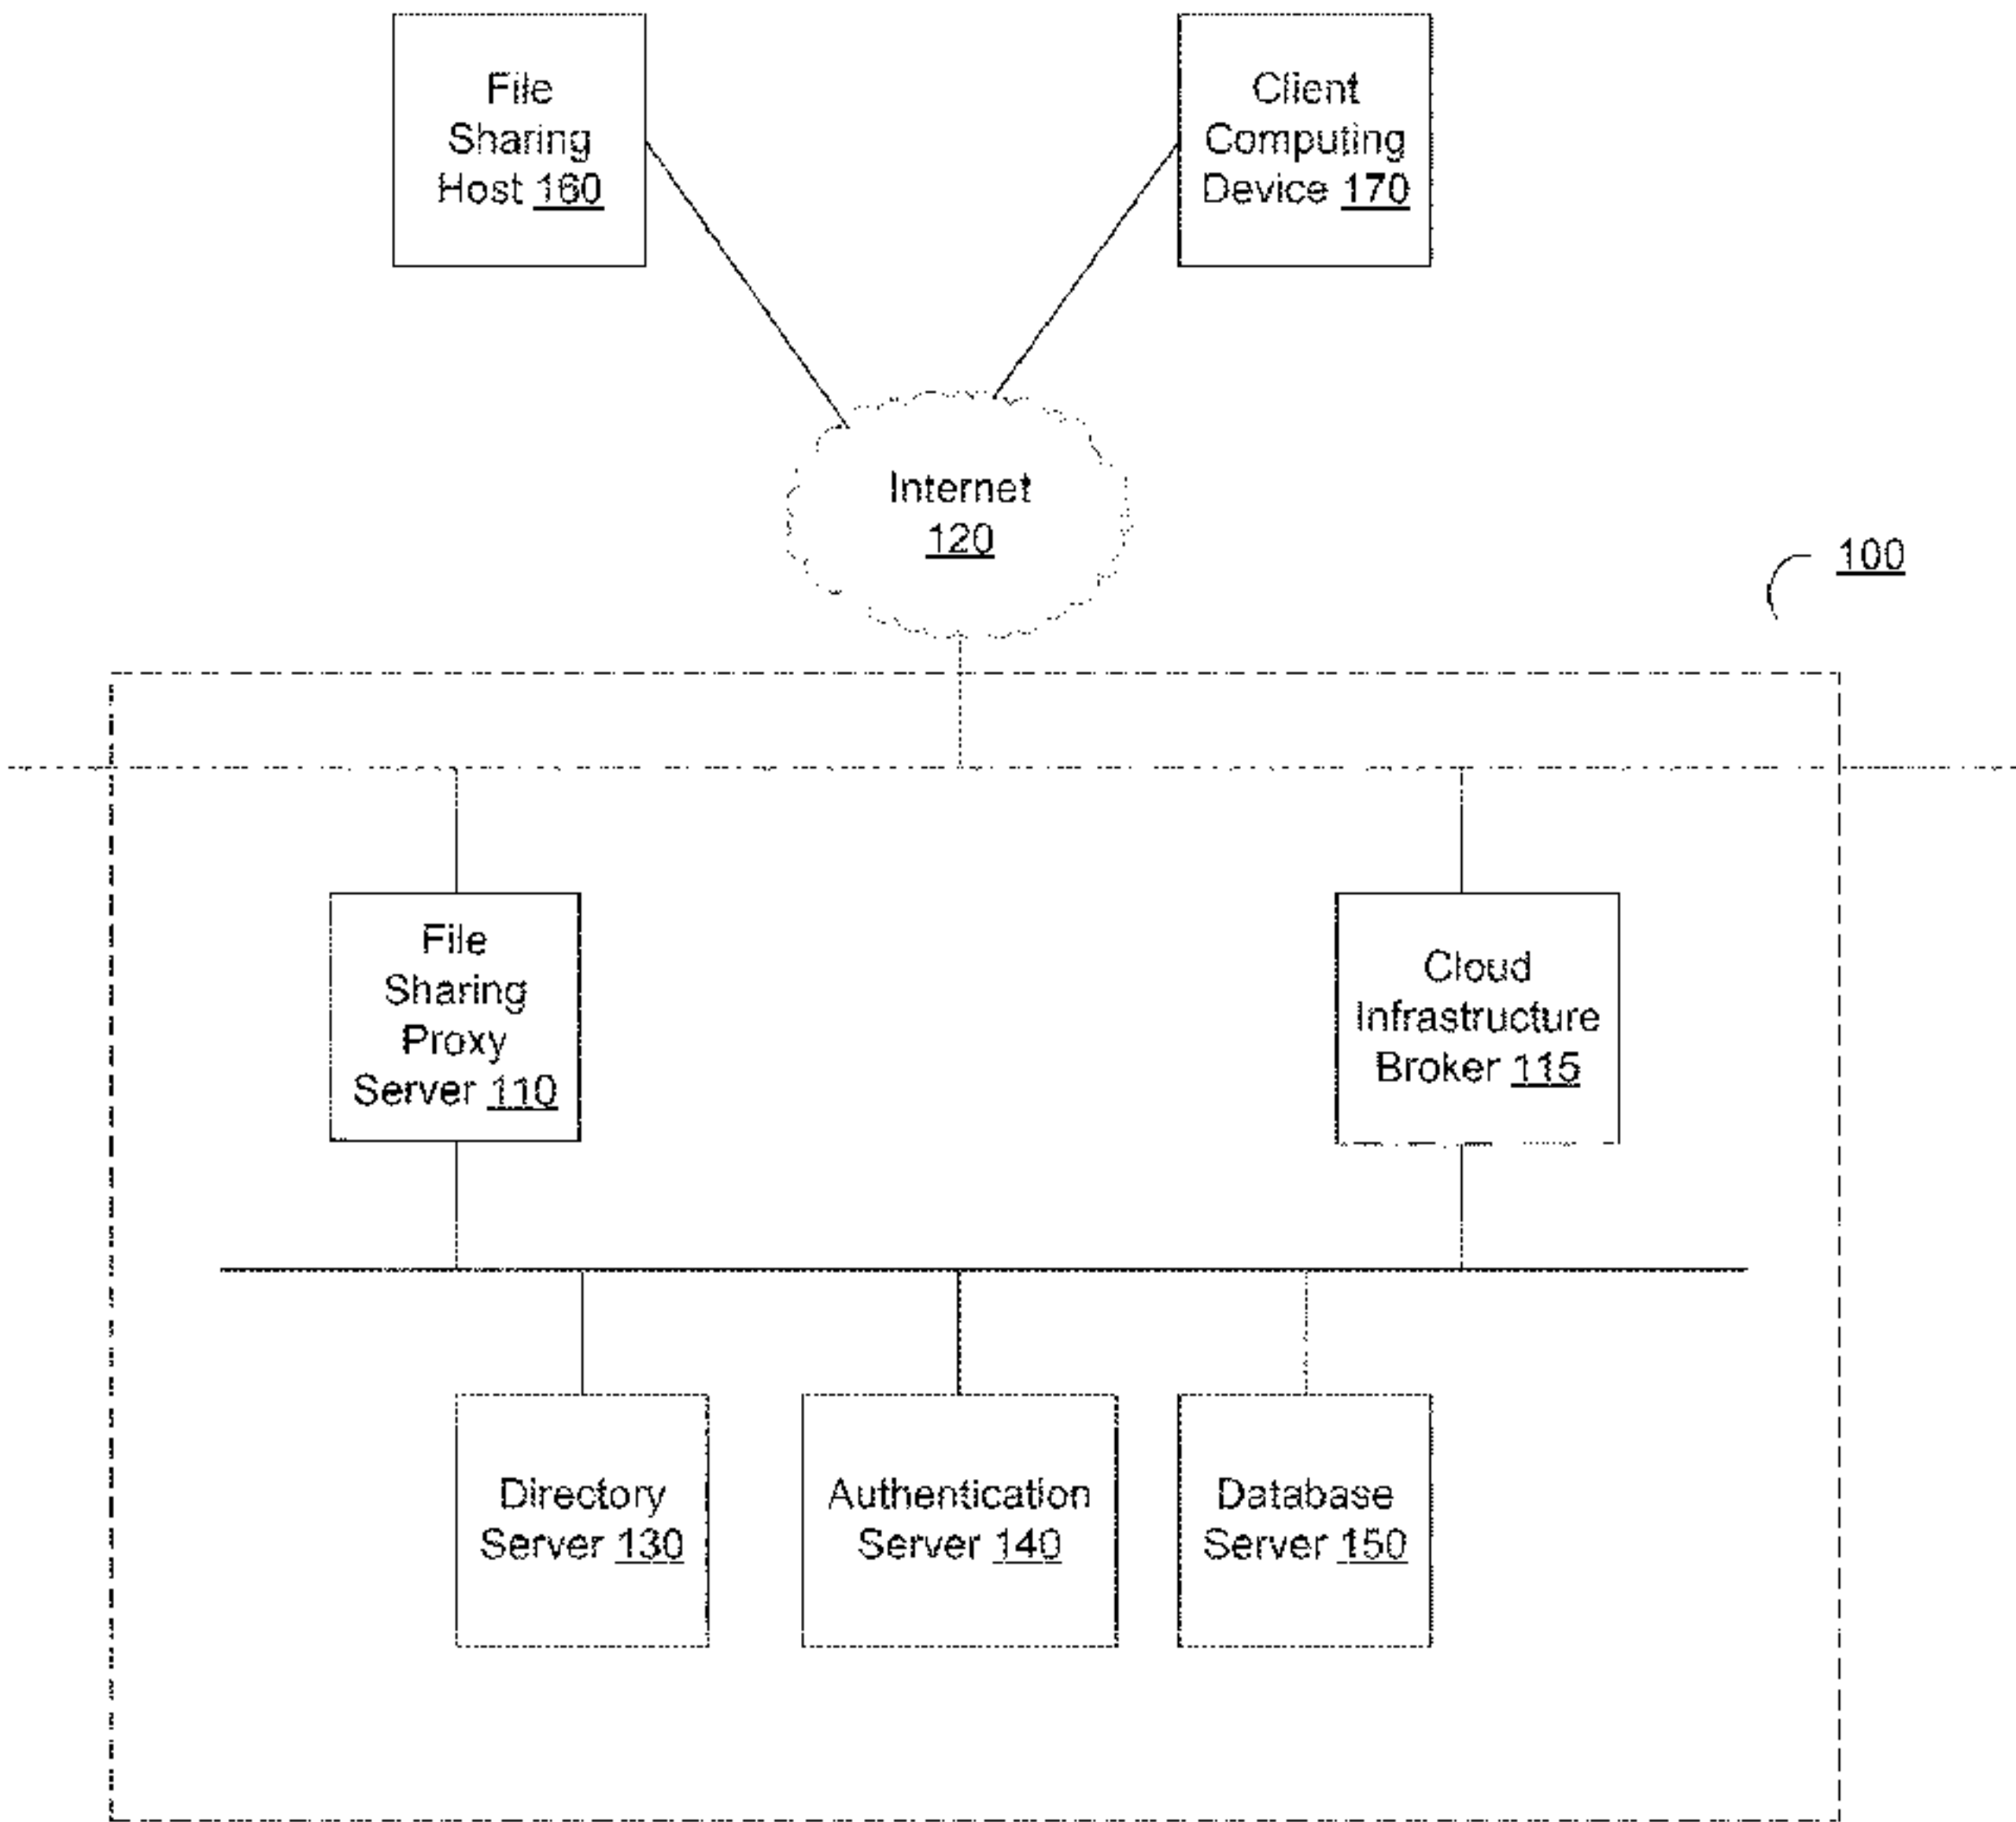 File
Sharing
Host 160
Client
Computing
Device 170
Internet
120
100
File
Sharing
Proxy
Server 110
Cloud
Infrastructure
Broker 115
Directory
Server 130
Authentication
Server 140
Database
Server 150